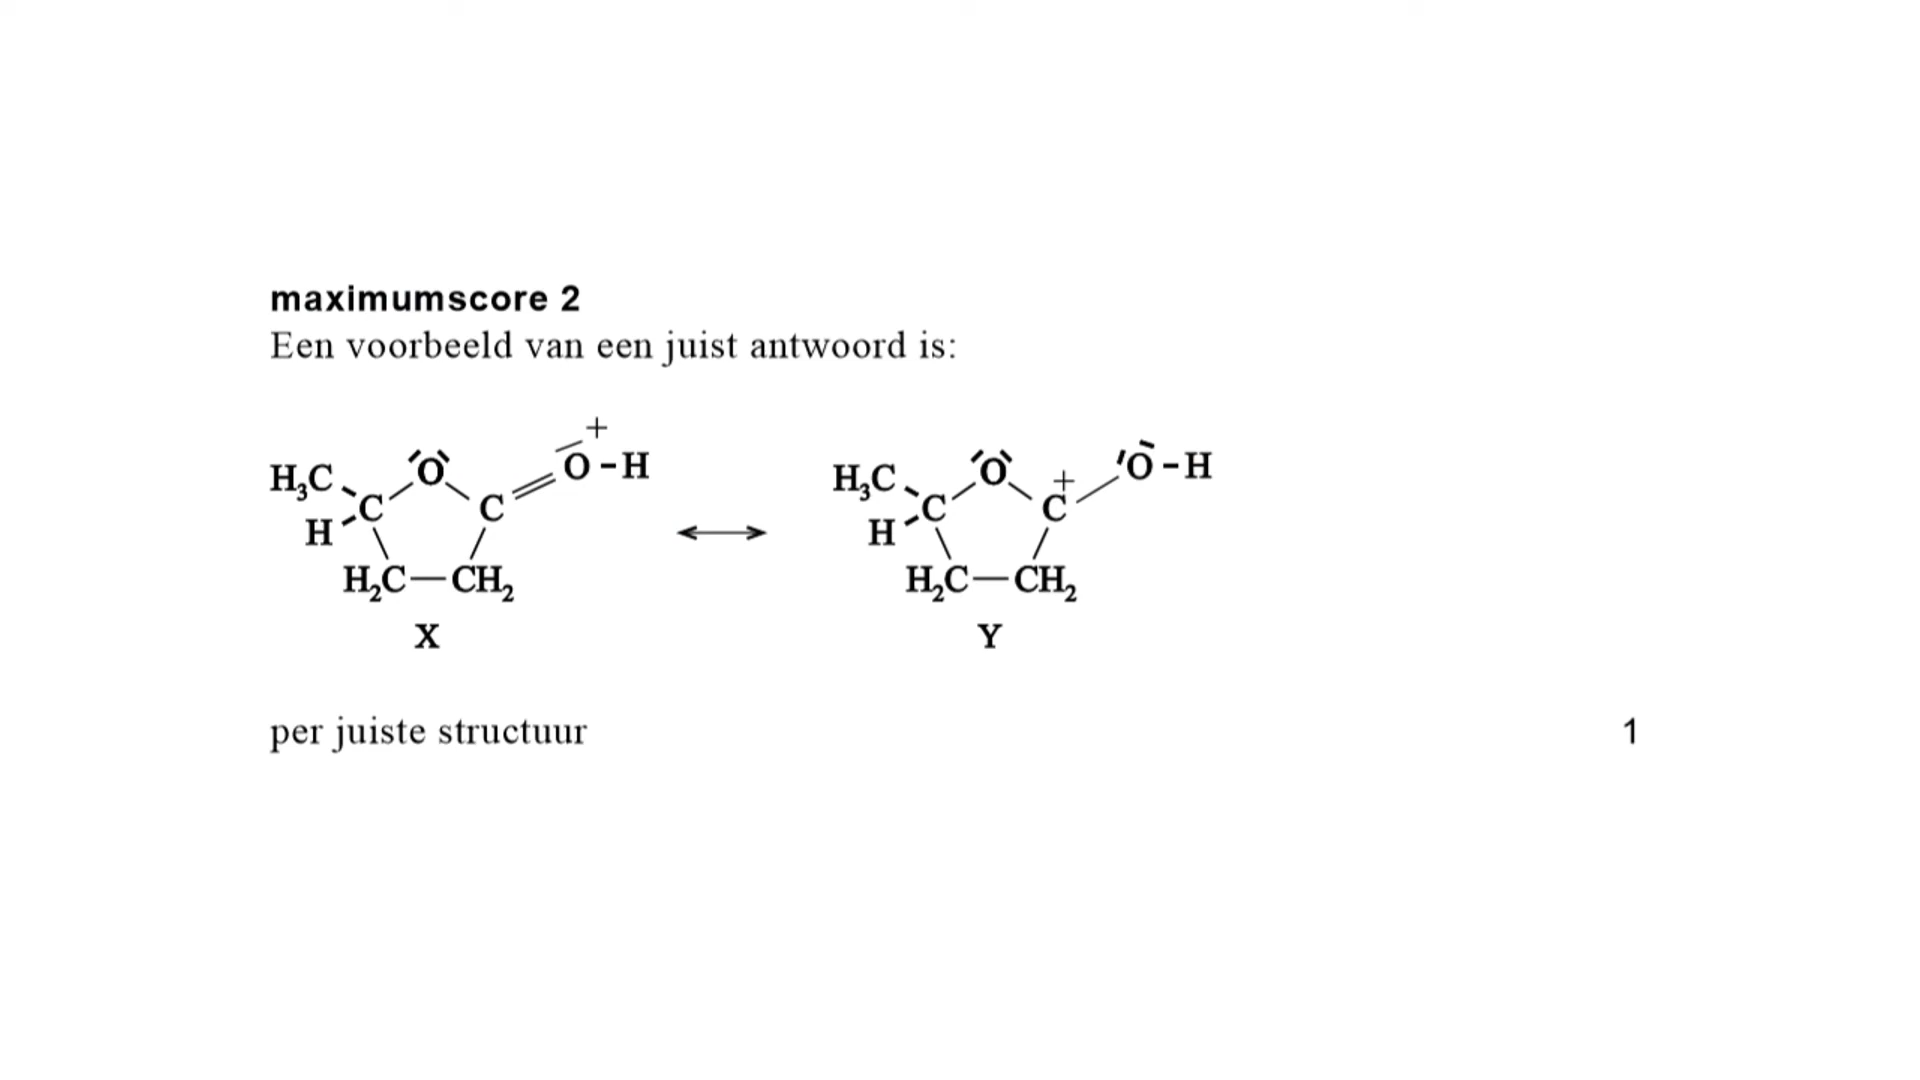 maximumscore 2
Een voorbeeld van een juist antwoord is:
+
H₃C O C O - H
H C
H₂C — CH₂
X
H₃C O C + O - H
H C
H₂C — CH₂
Y
per juiste structuur 1